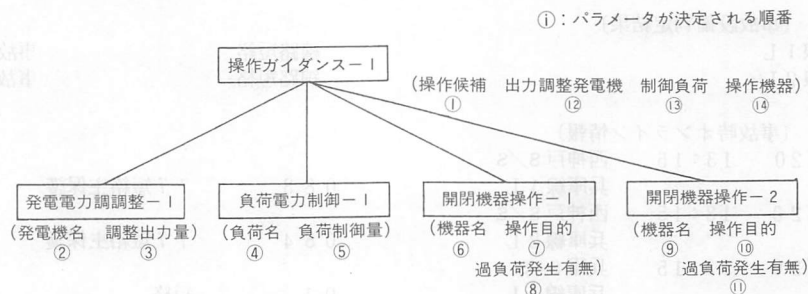 ⓘ：パラメータが決定される順番
操作ガイダンス－Ⅰ
(操作候補 出力調整発電機 制御負荷 操作機器)
① ⑫ ⑬ ⑭
発電電力調調整－Ⅰ 負荷電力制御－Ⅰ 開閉機器操作－Ⅰ 開閉機器操作－2
(発電機名 調整出力量) (負荷名 負荷制御量) (機器名 操作目的 (機器名 操作目的
② ③ ④ ⑤ ⑥ ⑦ ⑨ ⑩
過負荷発生有無) 過負荷発生有無)
⑧ ⑪